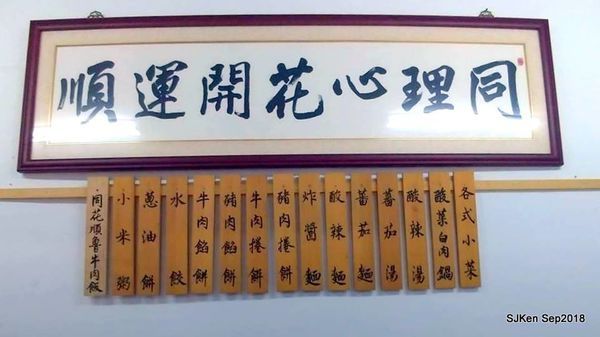 同理心花開運順
各式小菜
酸菜白肉鍋
酸辣湯
蕃茄湯
蕃茄麵
酸辣麵
炸醬麵
豬肉捲餅
牛肉捲餅
豬肉餡餅
牛肉餡餅
水餃
蔥油餅
小米粥
開花順魯牛肉飯
SJKen Sep2018